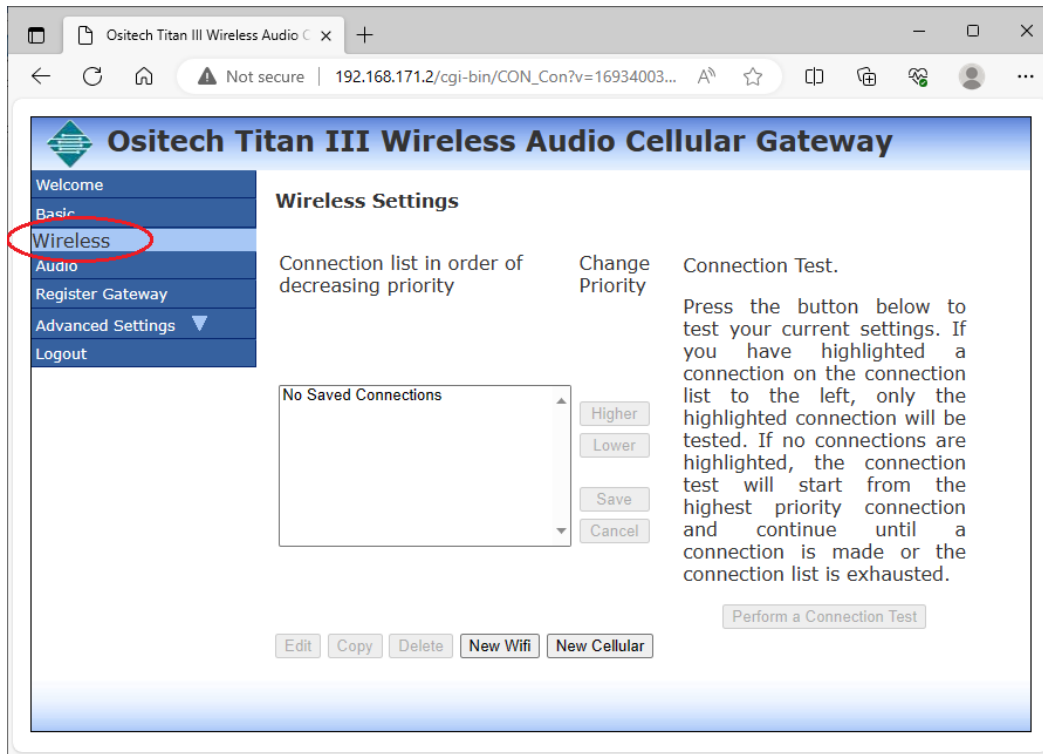 Ositech Titan III Wireless Audio C
Not secure
192.168.171.2/cgi-bin/CON_Con?v=16934003...
Ositech Titan III Wireless Audio Cellular Gateway
Welcome
Basic
Wireless
Audio
Register Gateway
Advanced Settings
Logout
Wireless Settings
Connection list in order of
decreasing priority
Change
Priority
No Saved Connections
Higher
Lower
Save
Cancel
Edit
Copy
Delete
New Wifi
New Cellular
Connection Test.
Press the button below to
test your current settings. If
you have highlighted a
connection on the connection
list to the left, only the
highlighted connection will be
tested. If no connections are
highlighted, the connection
test will start from the
highest priority connection
and continue until a
connection is made or the
connection list is exhausted.
Perform a Connection Test